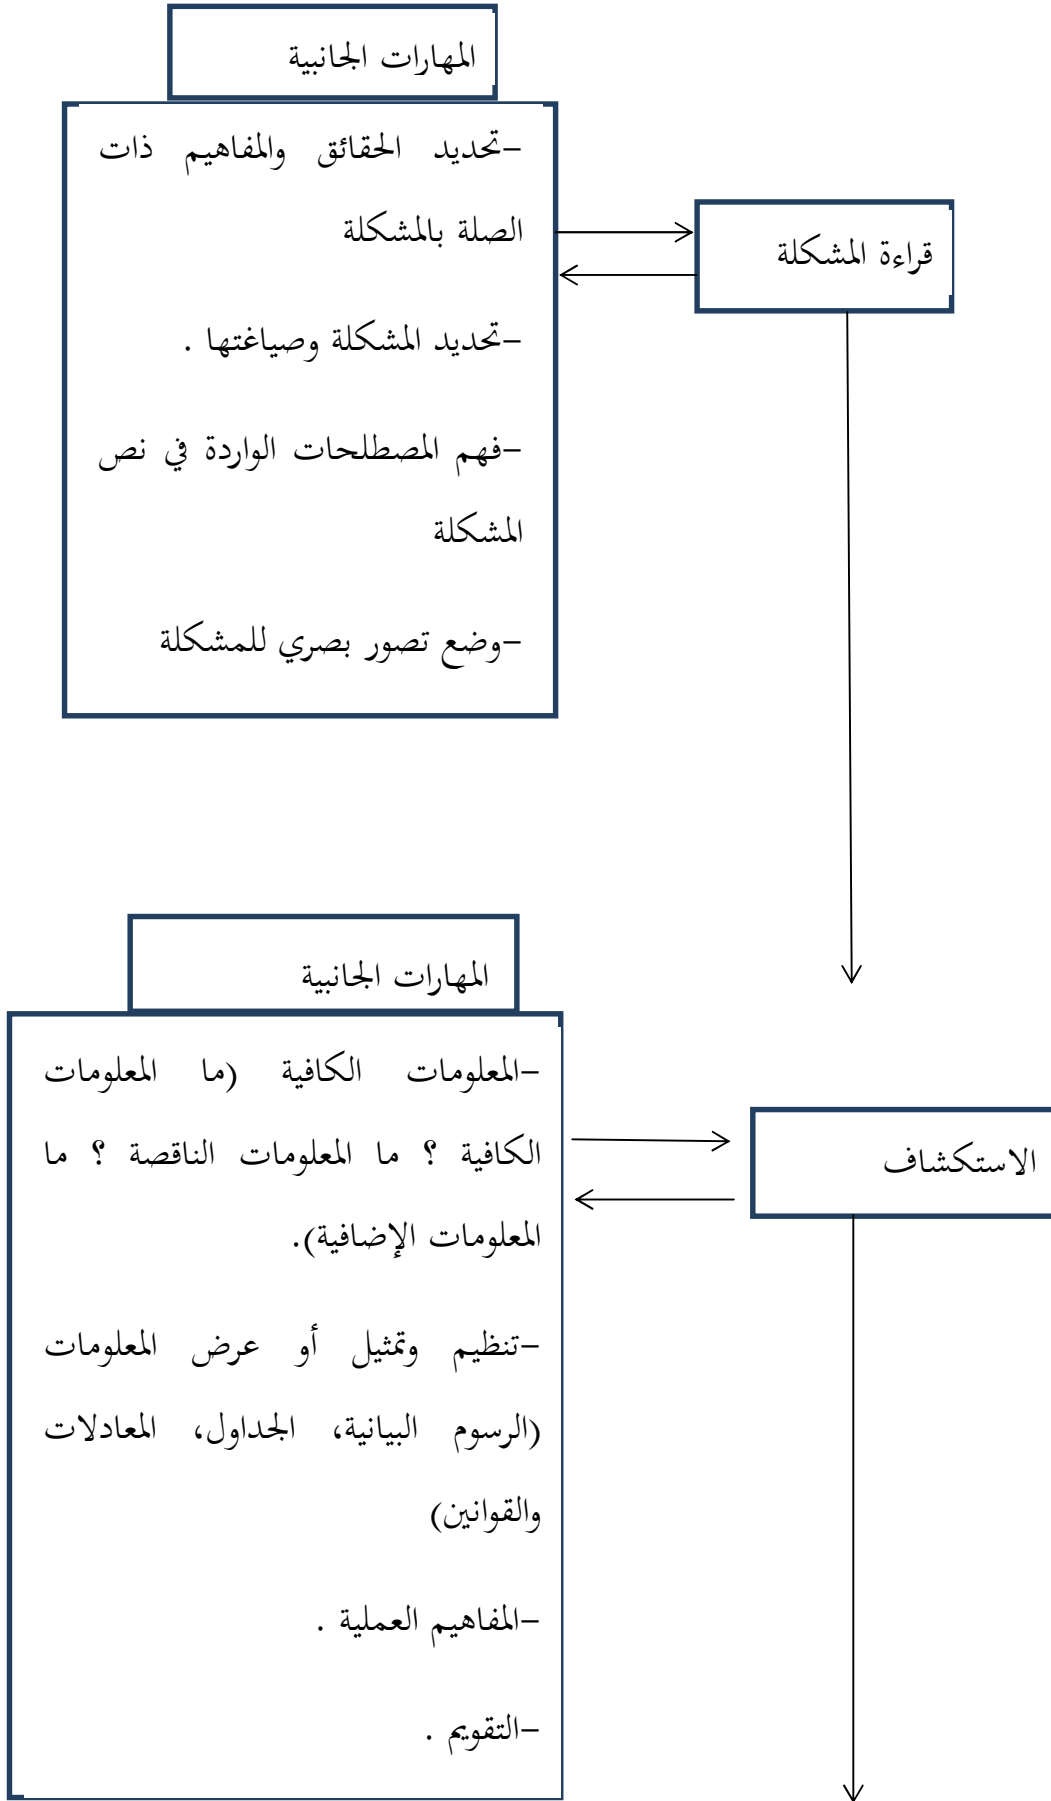 المهارات الجانبية
-تحديد الحقائق والمفاهيم ذات
الصلة بالمشكلة
-تحديد المشكلة وصياغتها .
-فهم المصطلحات الواردة في نص
المشكلة
-وضع تصور بصري للمشكلة
قراءة المشكلة
المهارات الجانبية
-المعلومات الكافية (ما المعلومات
الكافية ؟ ما المعلومات الناقصة ؟ ما
المعلومات الإضافية).
-تنظيم وتمثيل أو عرض المعلومات
(الرسوم البيانية، الجداول، المعادلات
والقوانين)
-المفاهيم العملية .
-التقويم .
الاستكشاف